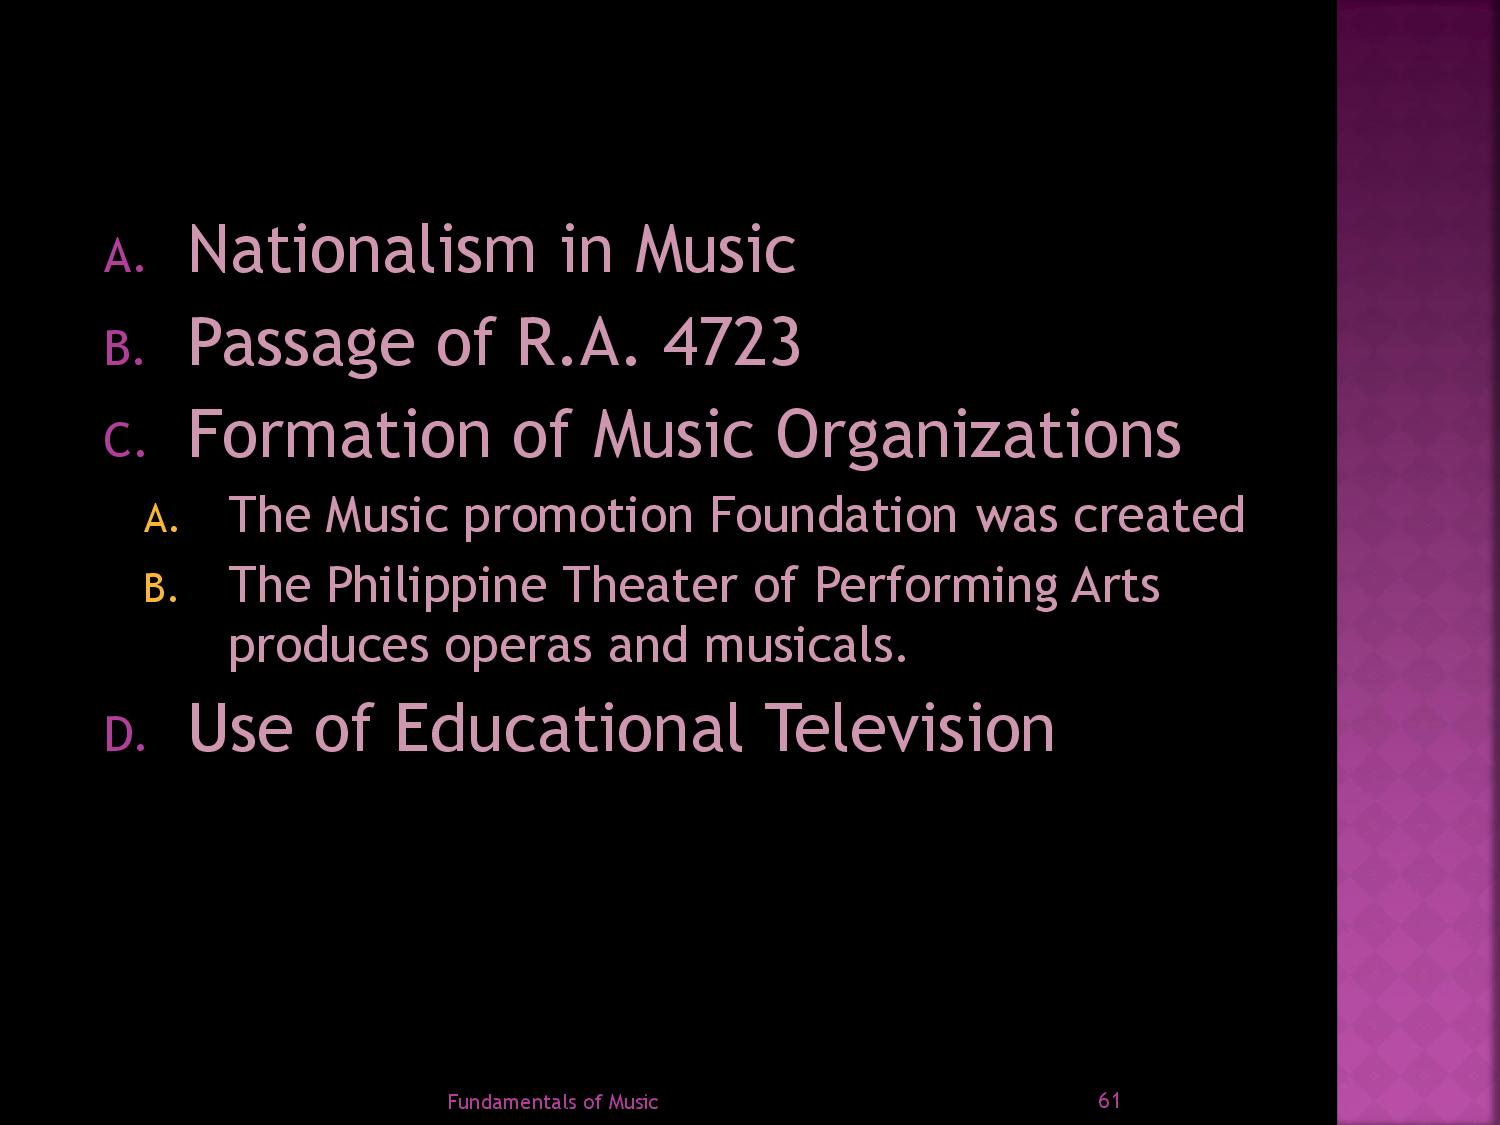 A. Nationalism in Music
B. Passage of R.A. 4723
C. Formation of Music Organizations
A. The Music promotion Foundation was created
B. The Philippine Theater of Performing Arts
produces operas and musicals.
D. Use of Educational Television
Fundamentals of Music 61